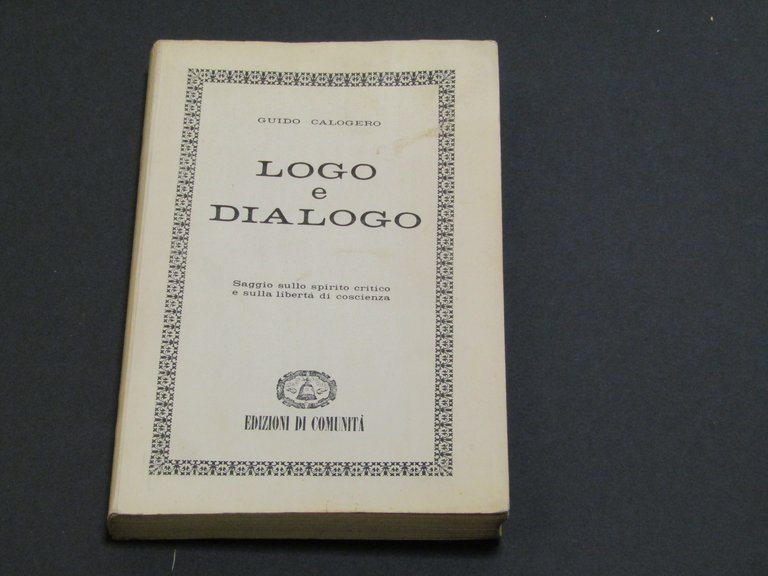 GUIDO CALOGERO
LOGO
e
DIALOGO
Saggio sullo spirito critico
e sulla libertà di coscienza
EDIZIONI DI COMUNITÀ